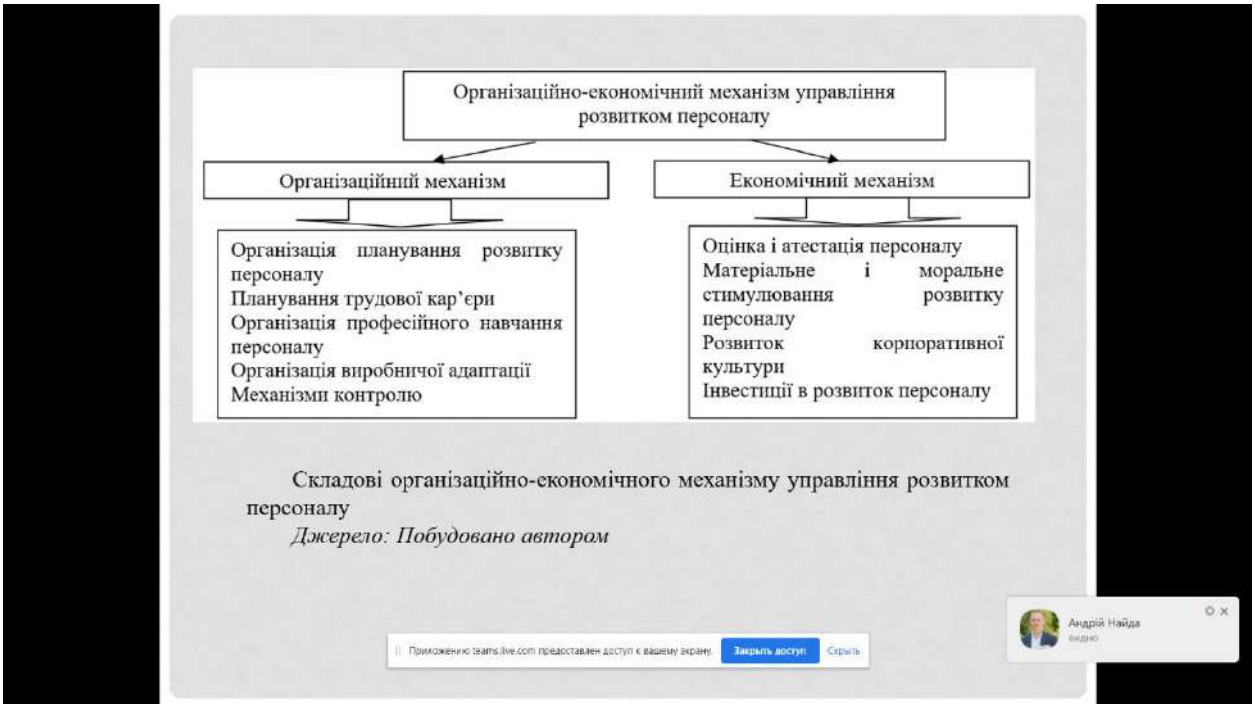 Організаційно-економічний механізм управління
розвитком персоналу
Організаційний механізм
Економічний механізм
Організація планування розвитку
персоналу
Планування трудової кар’єри
Організація професійного навчання
персоналу
Організація виробничої адаптації
Механізми контролю
Оцінка і атестація персоналу
Матеріальне і моральне
стимулювання розвитку
персоналу
Розвиток корпоративної
культури
Інвестиції в розвиток персоналу
Складові організаційно-економічного механізму управління розвитком
персоналу
Джерело: Побудовано автором
Приложению teams.live.com предоставлен доступ к вашему экрану.
Закрыть доступ
Скрыть
Андрій Найда
видно